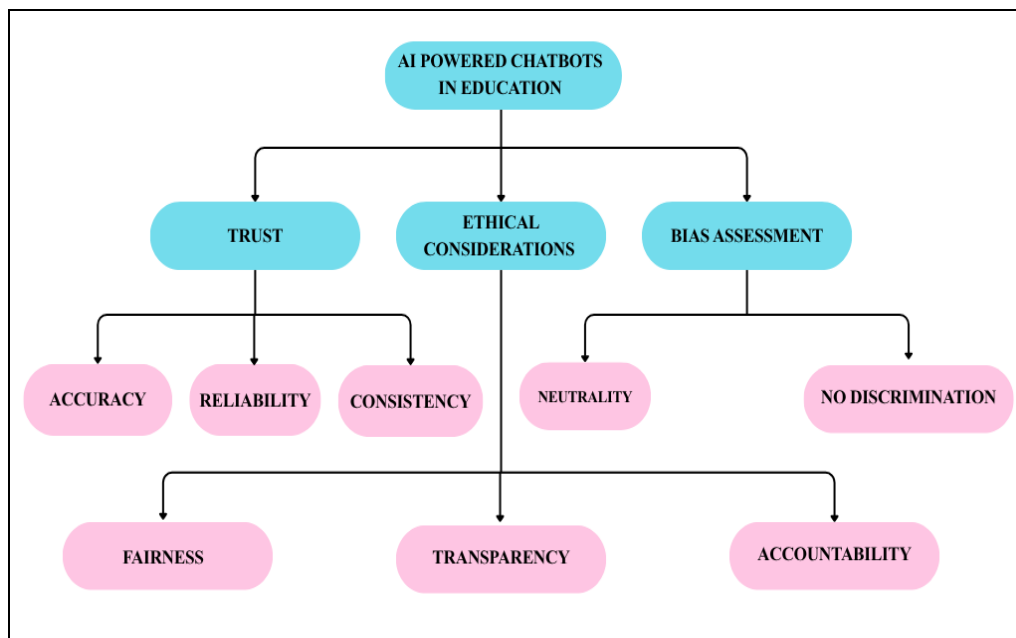 AI POWERED CHATBOTS
IN EDUCATION
TRUST
ETHICAL
CONSIDERATIONS
BIAS ASSESSMENT
ACCURACY
RELIABILITY
CONSISTENCY
NEUTRALITY
NO DISCRIMINATION
FAIRNESS
TRANSPARENCY
ACCOUNTABILITY